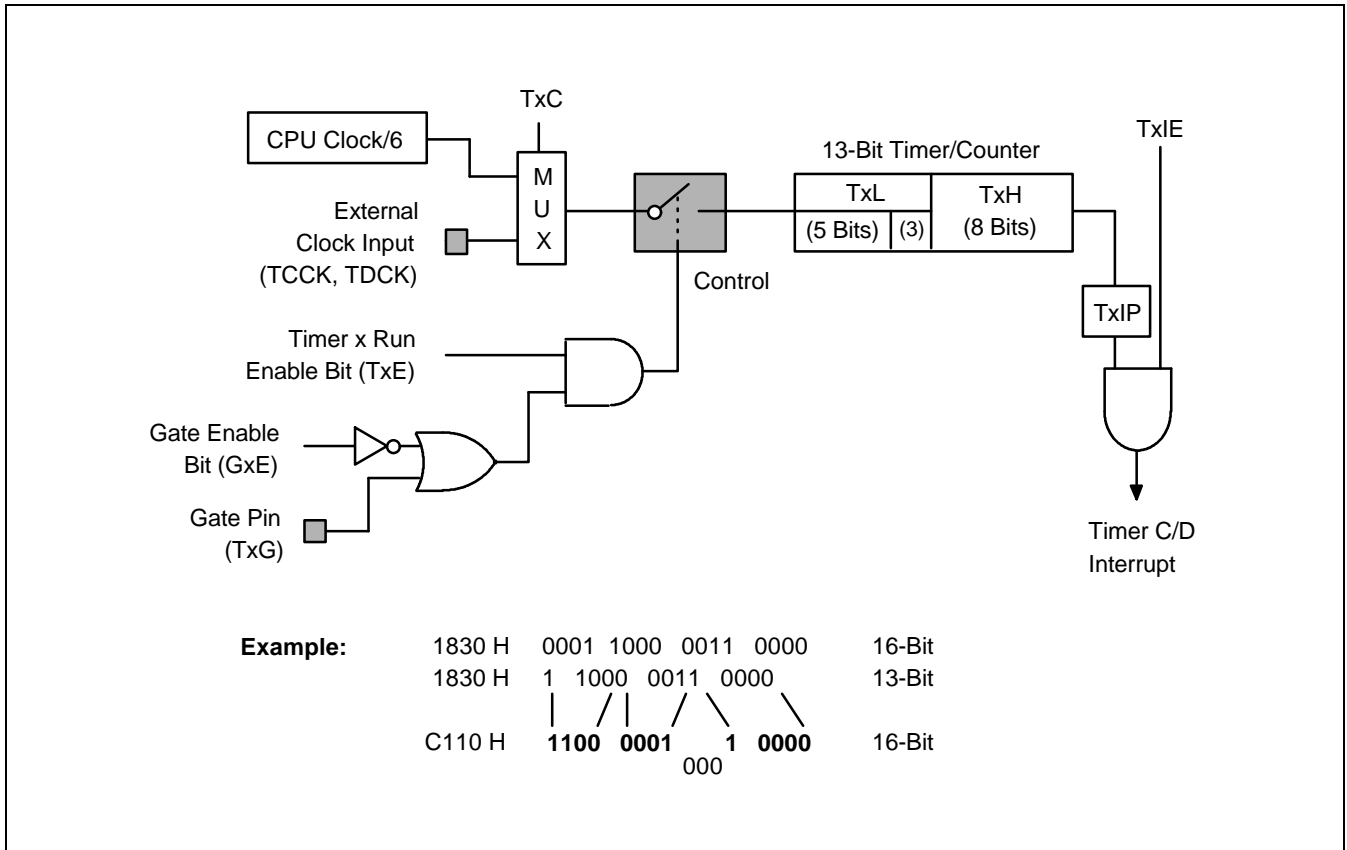 TxC
CPU Clock/6
TxIE
13-Bit Timer/Counter
M
U
X
TxL
TxH
(5 Bits)
(3)
(8 Bits)
External
Clock Input
(TCCK, TDCK)
Control
TxIP
Timer x Run
Enable Bit (TxE)
Gate Enable
Bit (GxE)
Gate Pin
(TxG)
Timer C/D
Interrupt
Example: 1830 H 0001 1000 0011 0000 16-Bit
1830 H 1 1000 0011 0000 13-Bit
C110 H 1100 0001 1 0000 16-Bit
000